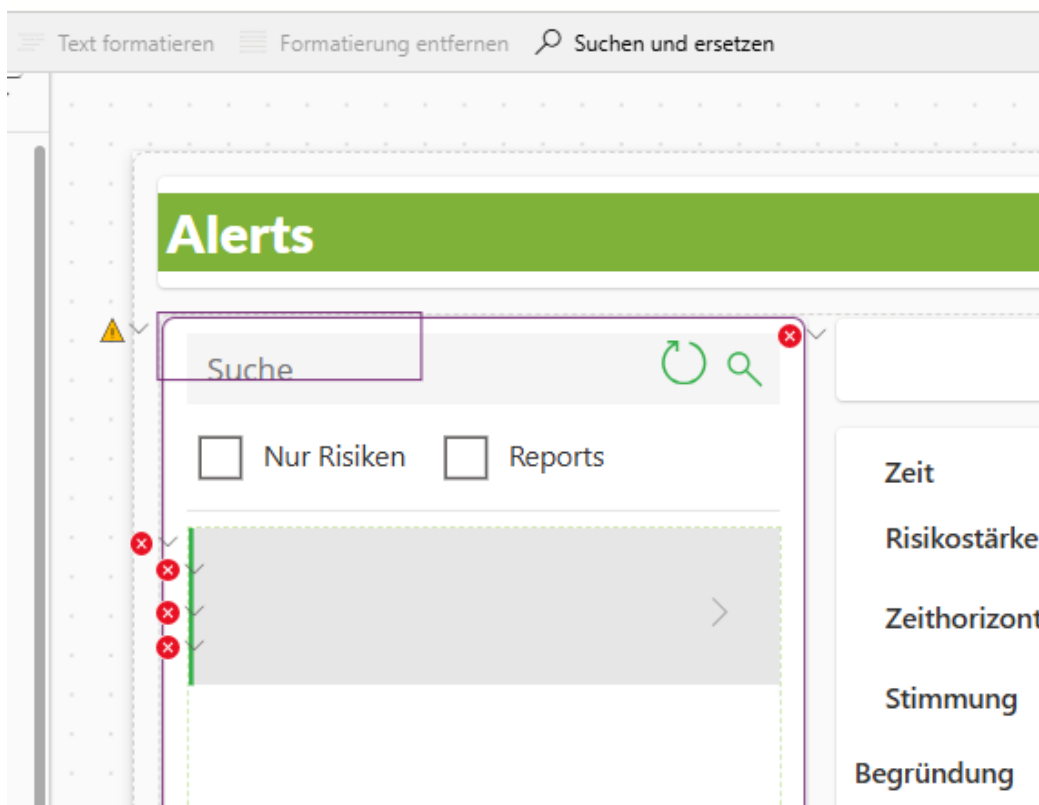 Text formatieren Formatierung entfernen Suchen und ersetzen
Alerts
Suche
Nur Risiken Reports
Zeit
Risikostärke
Zeithorizont
Stimmung
Begründung